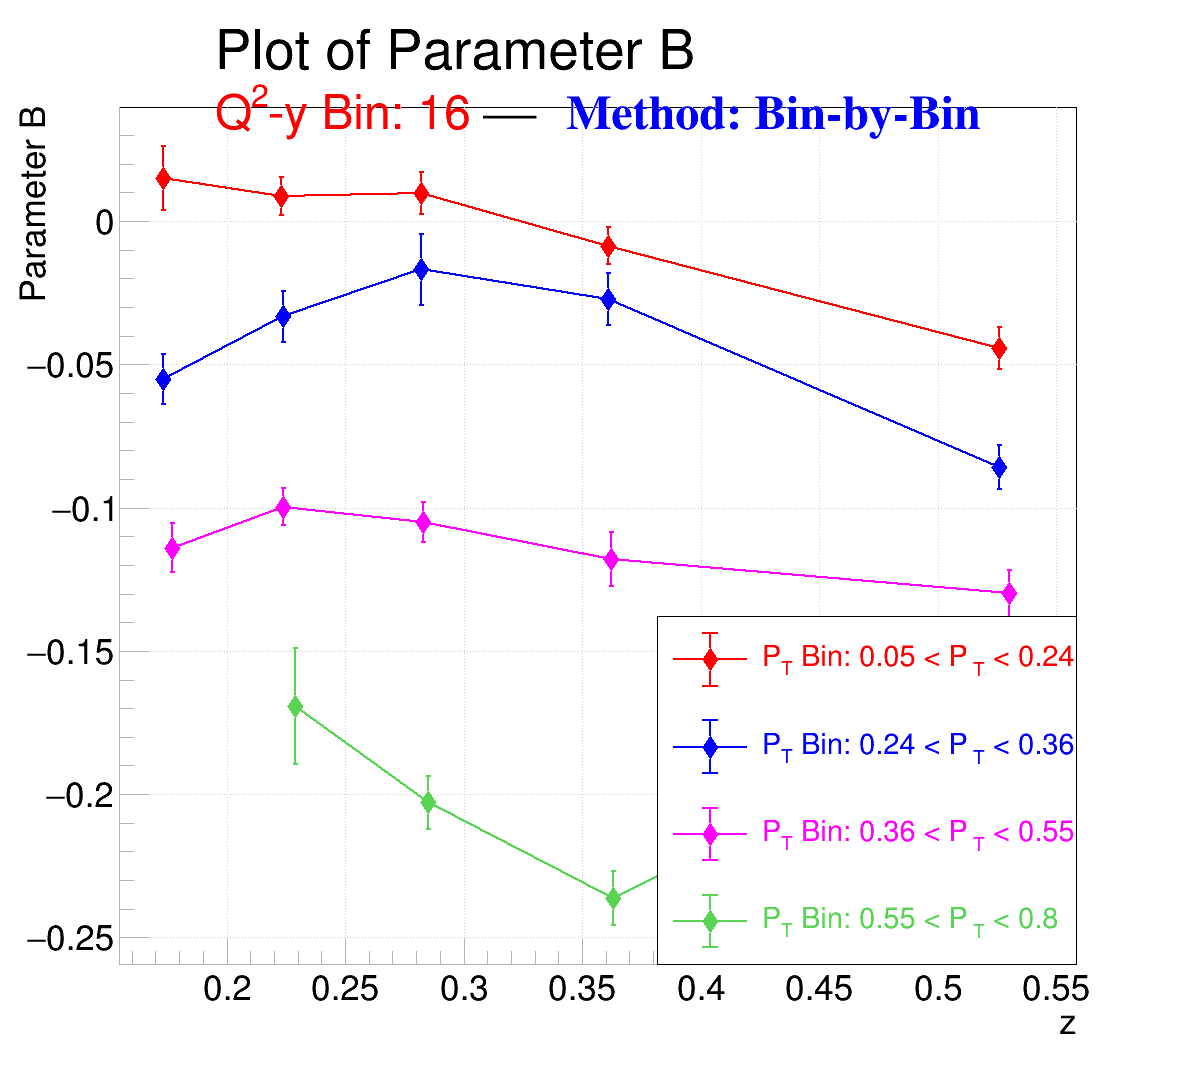 Plot of Parameter B
Q2-y Bin: 16 — Method: Bin-by-Bin
Parameter B
0
−0.05
−0.1
−0.15
−0.2
−0.25
PT Bin: 0.05 < PT < 0.24
PT Bin: 0.24 < PT < 0.36
PT Bin: 0.36 < PT < 0.55
PT Bin: 0.55 < PT < 0.8
0.2 0.25 0.3 0.35 0.4 0.45 0.5 0.55
z